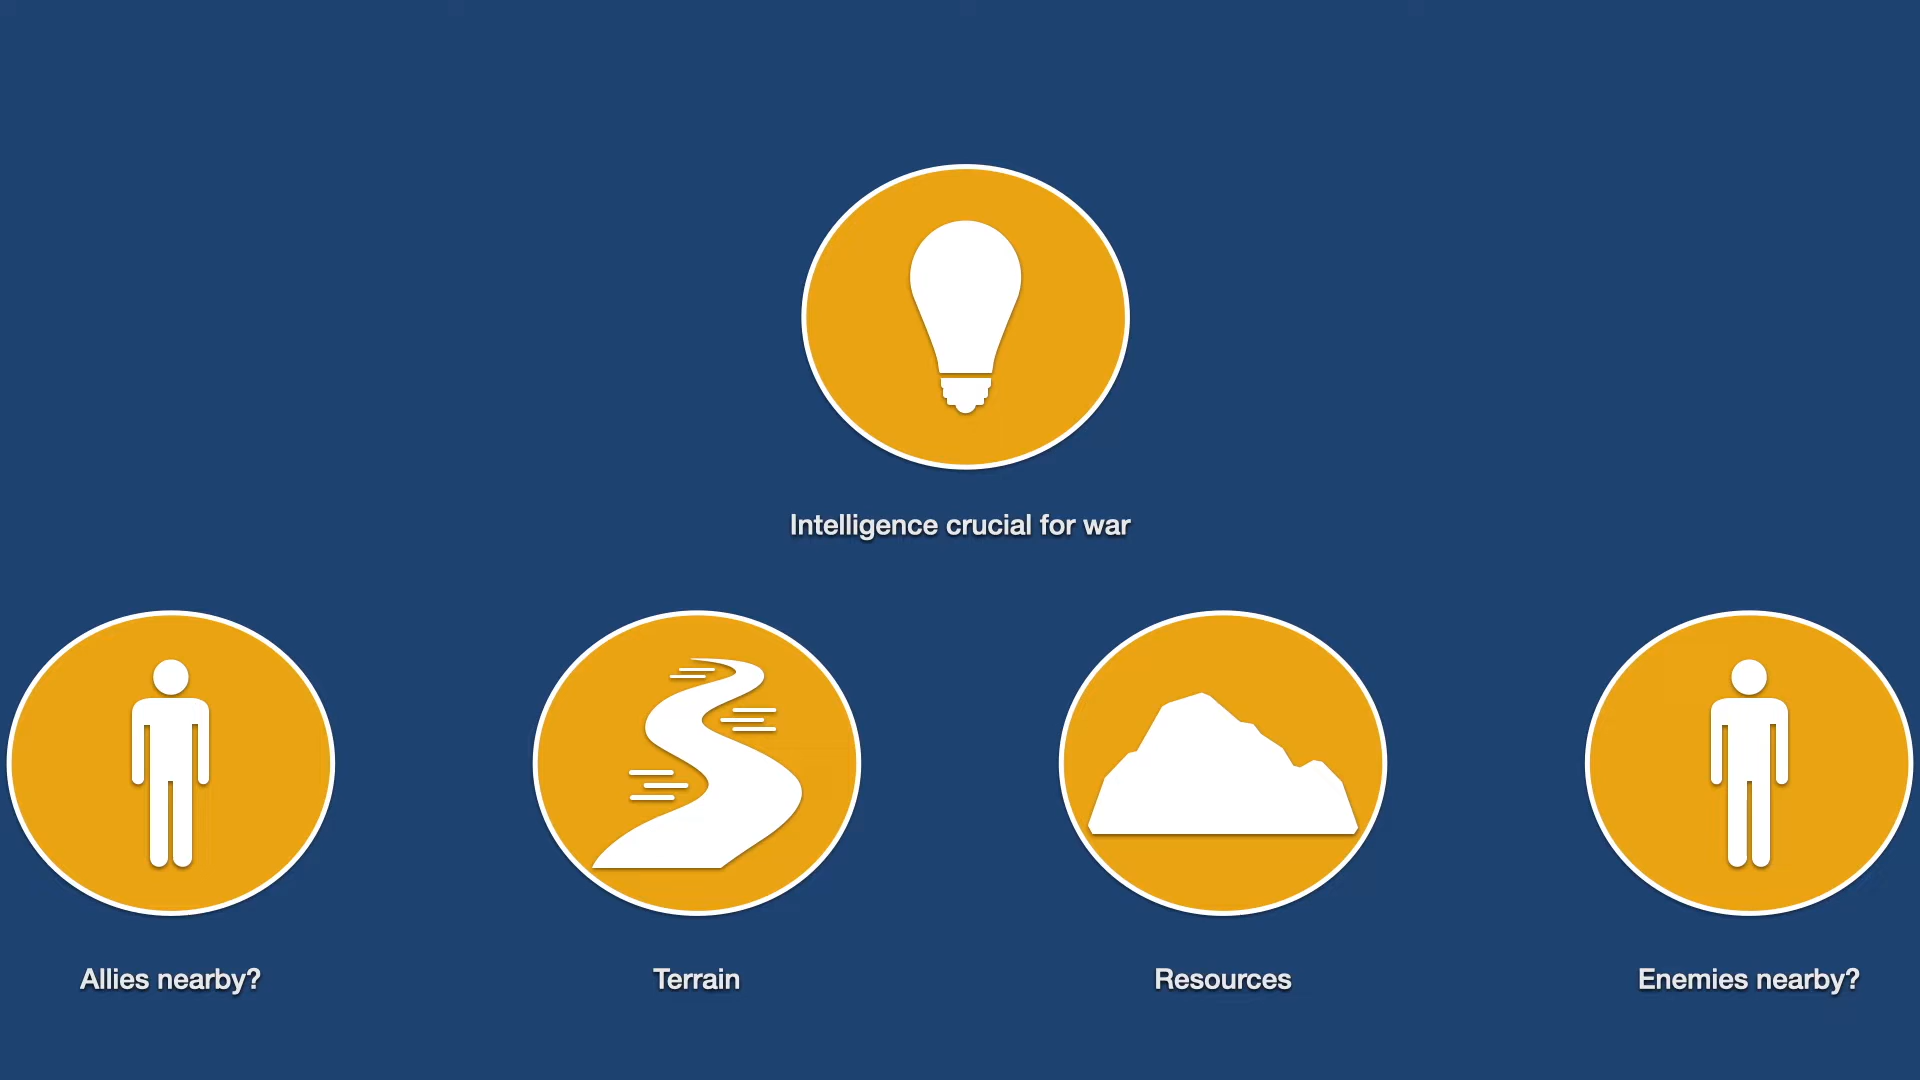 Intelligence crucial for war
Allies nearby?
Terrain
Resources
Enemies nearby?